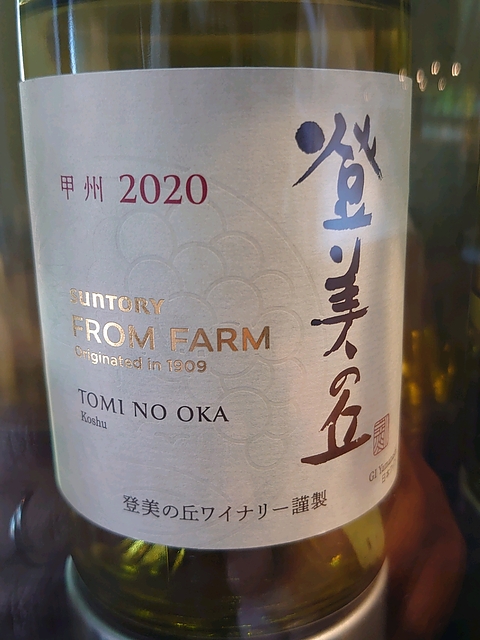 甲州 2020
登美の丘
SUNTORY
FROM FARM
Originated in 1909
TOMI NO OKA
Koshu
GI
登美の丘ワイナリー謹製